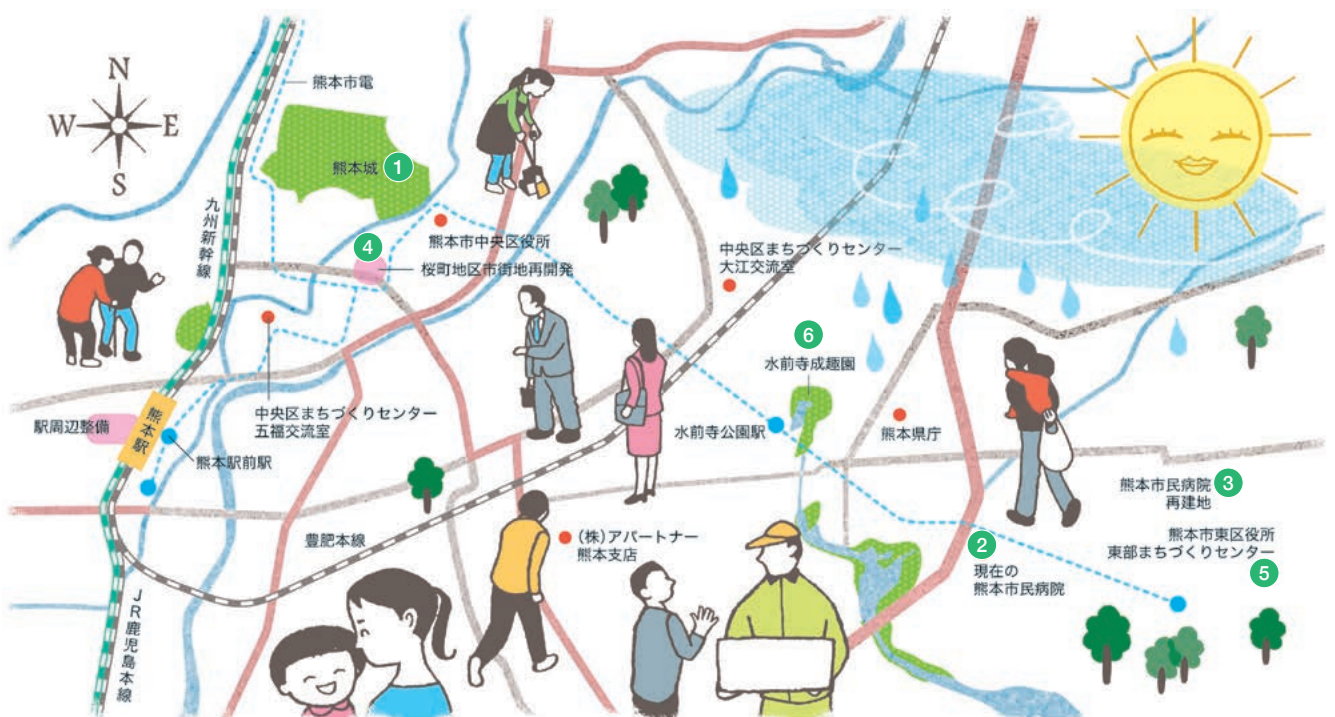 N
W
E
S
熊本市電
熊本城
1
九州新幹線
熊本市中央区役所
4
桜町地区市街地再開発
中央区まちづくりセンター
大江交流室
6
水前寺成趣園
駅周辺整備
熊本駅
熊本駅前駅
中央区まちづくりセンター
五福交流室
水前寺公園駅
熊本県庁
熊本市民病院
再建地
3
豊肥本線
(株)アパートナー
熊本支店
2
現在の
熊本市民病院
熊本市東区役所
東部まちづくりセンター
5
JR鹿児島本線